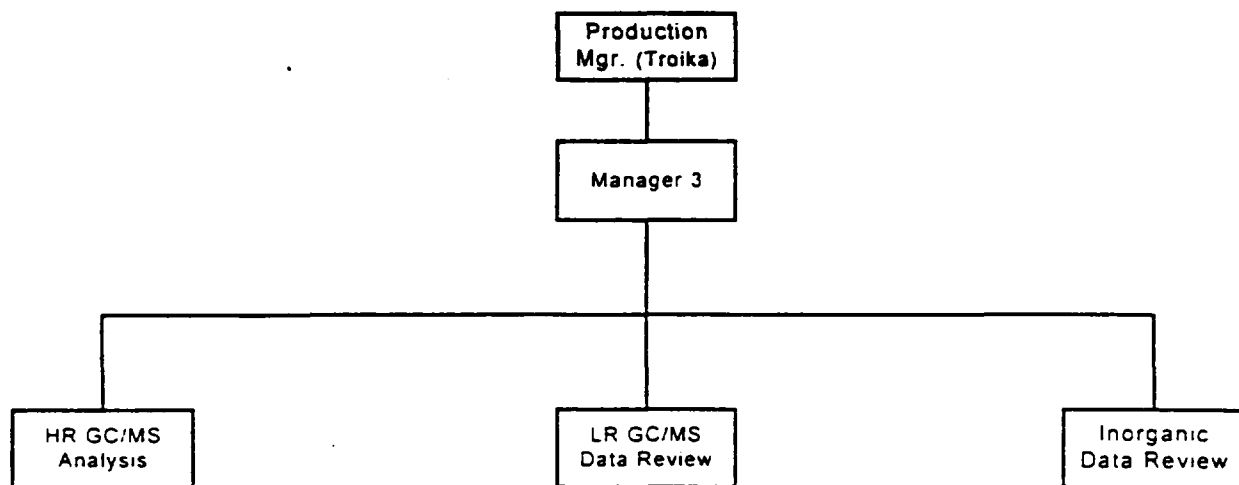 Production
Mgr. (Troika)
Manager 3
HR GC/MS
Analysis
LR GC/MS
Data Review
Inorganic
Data Review